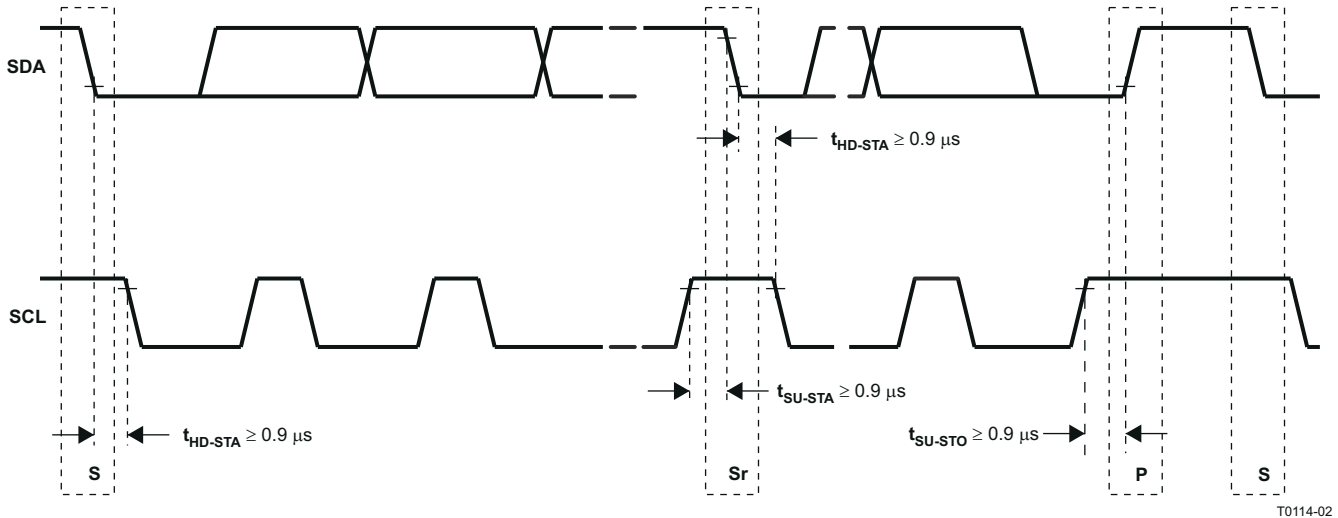 SDA
t_HD-STA ≥ 0.9 μs
SCL
t_SU-STA ≥ 0.9 μs
t_HD-STA ≥ 0.9 μs
t_SU-STO ≥ 0.9 μs
S
Sr
P
S
T0114-02